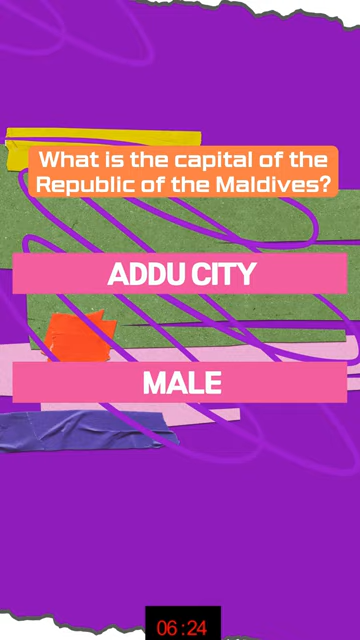 What is the capital of the
Republic of the Maldives?
ADDU CITY
MALE
06:24